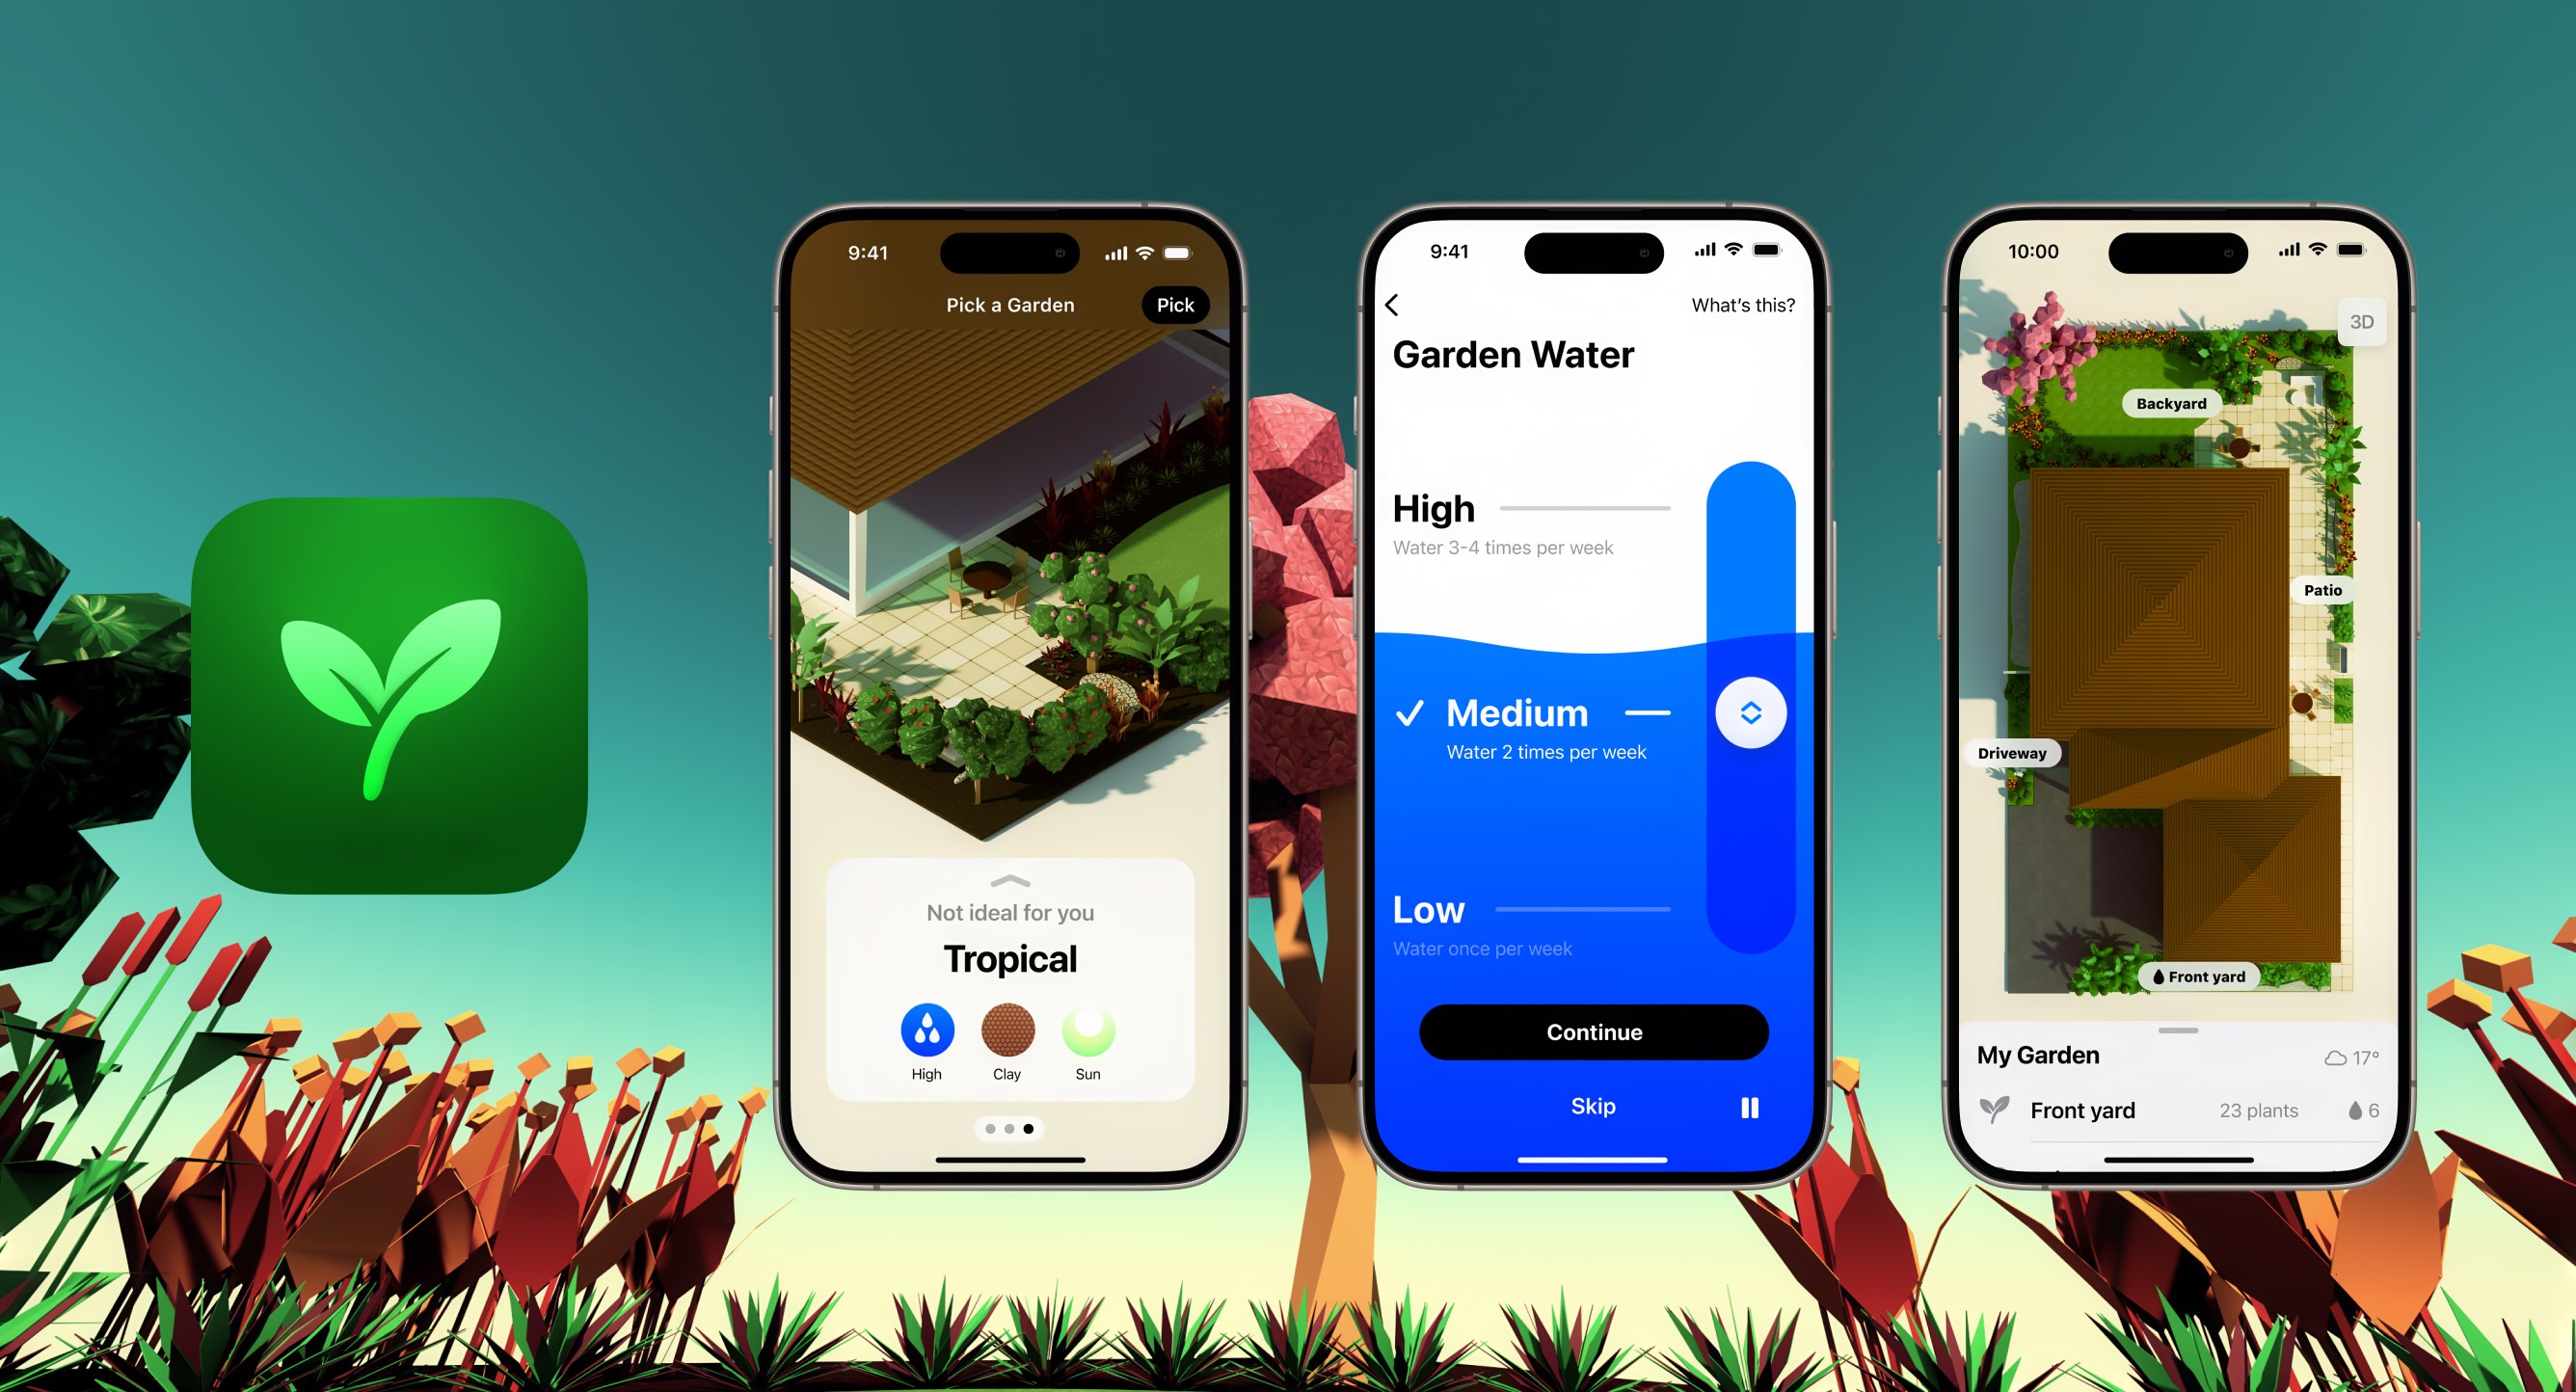 9:41
Pick a Garden
Pick
Not ideal for you
Tropical
High
Clay
Sun
9:41
What's this?
Garden Water
High
Water 3-4 times per week
Medium
Water 2 times per week
Low
Water once per week
Continue
Skip
10:00
3D
Backyard
Patio
Driveway
Front yard
My Garden
17°
Front yard
23 plants
6